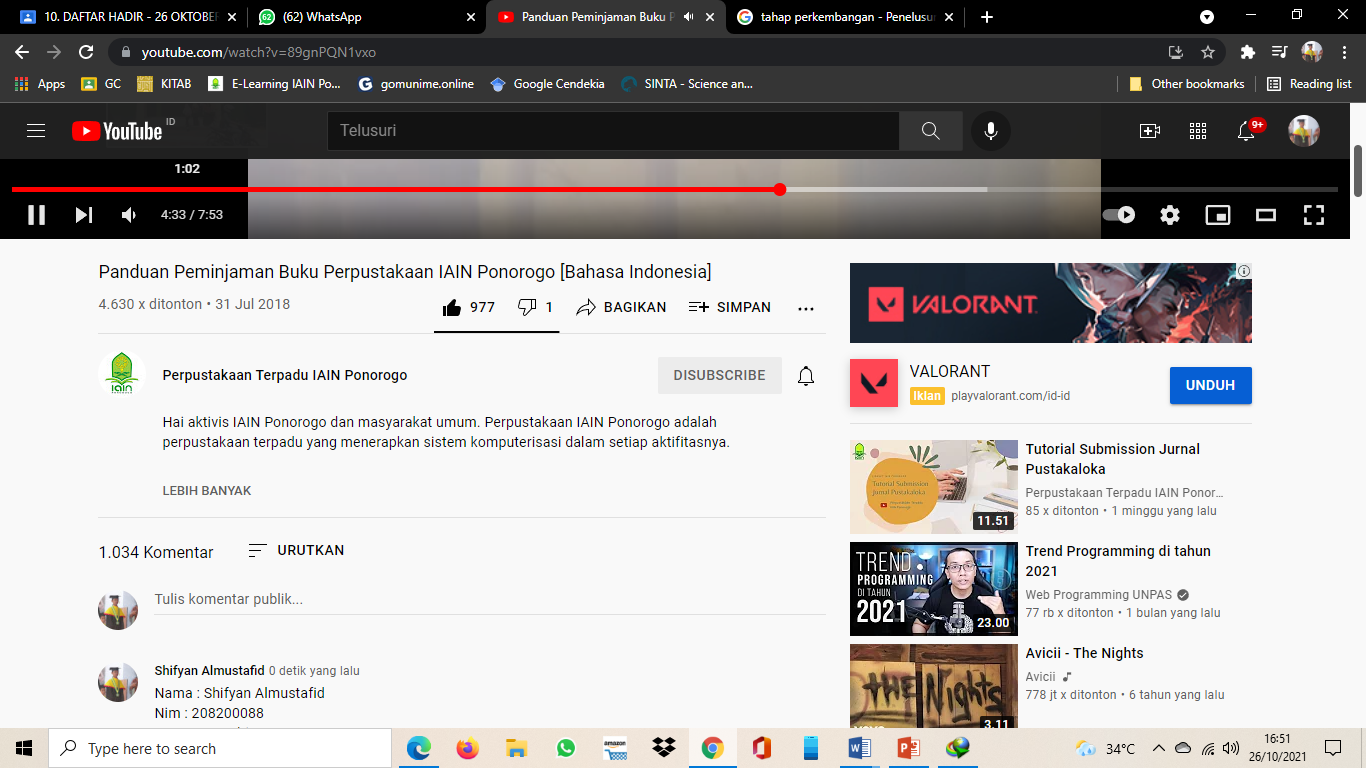 10. DAFTAR HADIR - 26 OKTOBER
(62) WhatsApp
Panduan Peminjaman Buku P
tahap perkembangan - Penelusu
youtube.com/watch?v=89gnPQN1vxo
Apps
GC
KITAB
E-Learning IAIN Po...
gomunime.online
Google Cendekia
SINTA - Science an...
Other bookmarks
Reading list
YouTube ID
Telusuri
9+
1:02
4:33 / 7:53
Panduan Peminjaman Buku Perpustakaan IAIN Ponorogo [Bahasa Indonesia]
4.630 x ditonton • 31 Jul 2018
977
1
BAGIKAN
SIMPAN
iain
Perpustakaan Terpadu IAIN Ponorogo
DISUBSCRIBE
Hai aktivis IAIN Ponorogo dan masyarakat umum. Perpustakaan IAIN Ponorogo adalah
perpustakaan terpadu yang menerapkan sistem komputerisasi dalam setiap aktifitasnya.
LEBIH BANYAK
1.034 Komentar
URUTKAN
Tulis komentar publik...
Shifyan Almustafid 0 detik yang lalu
Nama : Shifyan Almustafid
Nim : 208200088
VALORANT
VALORANT
Iklan playvalorant.com/id-id
UNDUH
Tutorial Submission
Jurnal Pustakaloka
11.51
Tutorial Submission Jurnal
Pustakaloka
Perpustakaan Terpadu IAIN Ponor...
85 x ditonton • 1 minggu yang lalu
TREND
PROGRAMMING
DI TAHUN
2021
23.00
Trend Programming di tahun
2021
Web Programming UNPAS
77 rb x ditonton • 1 bulan yang lalu
THE Nights
3.11
Avicii - The Nights
Avicii
778 jt x ditonton • 6 tahun yang lalu
Type here to search
amazon
34°C
16:51
26/10/2021